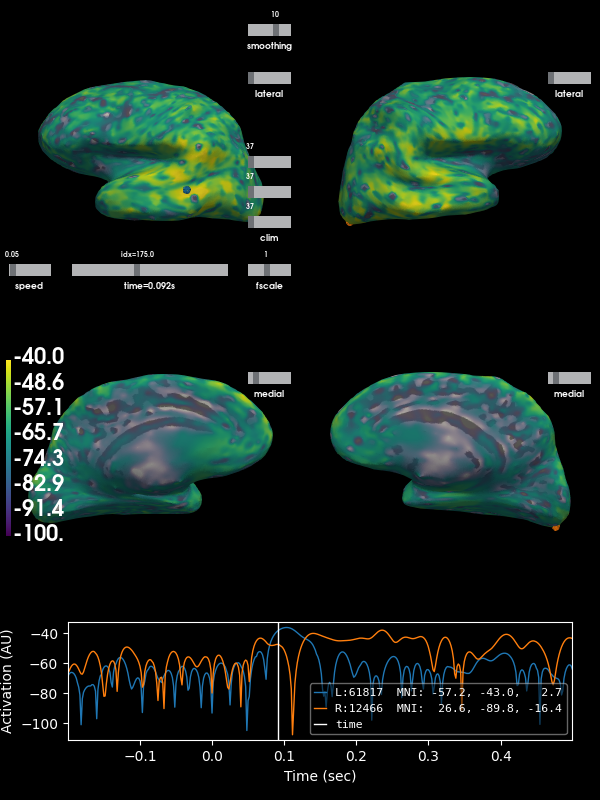 10
smoothing
lateral
lateral
37
37
37
clim
0.05
idx=175.0
1
speed
time=0.092s
fscale
medial
medial
-40.0
-48.6
-57.1
-65.7
-74.3
-82.9
-91.4
-100.
Activation (AU)
−40
−60
−80
−100
L:61817 MNI: -57.2, -43.0, 2.7
R:12466 MNI: 26.6, -89.8, -16.4
time
−0.1 0.0 0.1 0.2 0.3 0.4
Time (sec)